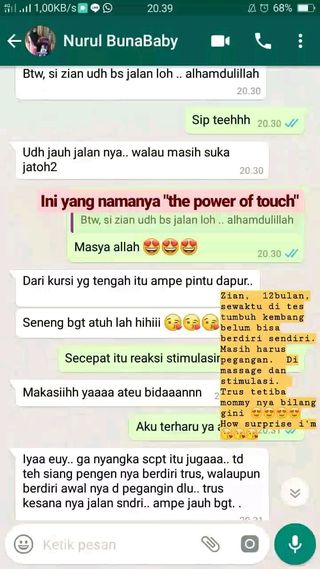 1,00KB/s 20.39 68%
Nurul BunaBaby
Btw, si zian udh bs jalan loh .. alhamdulillah
20.30
Sip teehhh 20.30
Udh jauh jalan nya.. walau masih suka
jatoh2 20.30
Ini yang namanya "the power of touch"
Btw, si zian udh bs jalan loh .. alhamdulillah
Masya allah 😍😍😍 20.30
Dari kursi yg tengah itu ampe pintu dapur..
Seneng bgt atuh lah hihiii 😘😘😘
Secepat itu reaksi stimulasi
Makasiihh yaaaa ateu bidaaannn
Aku terharu ya
Zian, 12bulan,
sewaktu di tes
tumbuh kembang
belum bisa
berdiri sendiri.
Masih harus
pegangan. Di
massage dan
stimulasi.
Trus tetiba
mommy nya bilang
gini 😍😍😍😍
How surprise i'm
😘😘😘
20.31
Iyaa euy.. ga nyangka scpt itu jugaaa.. td
teh siang pengen nya berdiri trus, walaupun
berdiri awal nya d pegangin dlu.. trus
kesana nya jalan sndri.. ampe jauh bgt. .
20.31
Ketik pesan